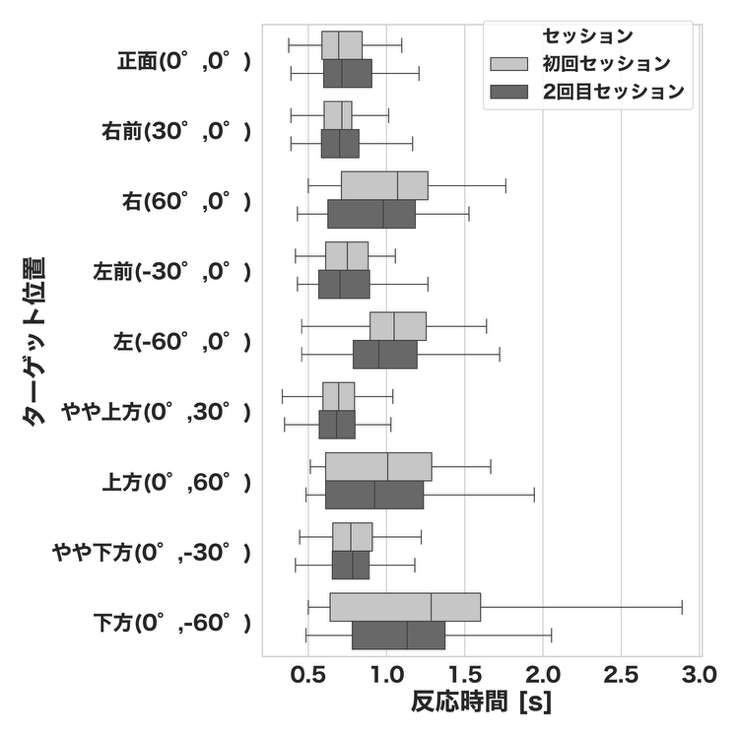 セッション
初回セッション
2回目セッション
ターゲット位置
正面(0°,0°)
右前(30°,0°)
右(60°,0°)
左前(-30°,0°)
左(-60°,0°)
やや上方(0°,30°)
上方(0°,60°)
やや下方(0°,-30°)
下方(0°,-60°)
0.5 1.0 1.5 2.0 2.5 3.0
反応時間 [s]